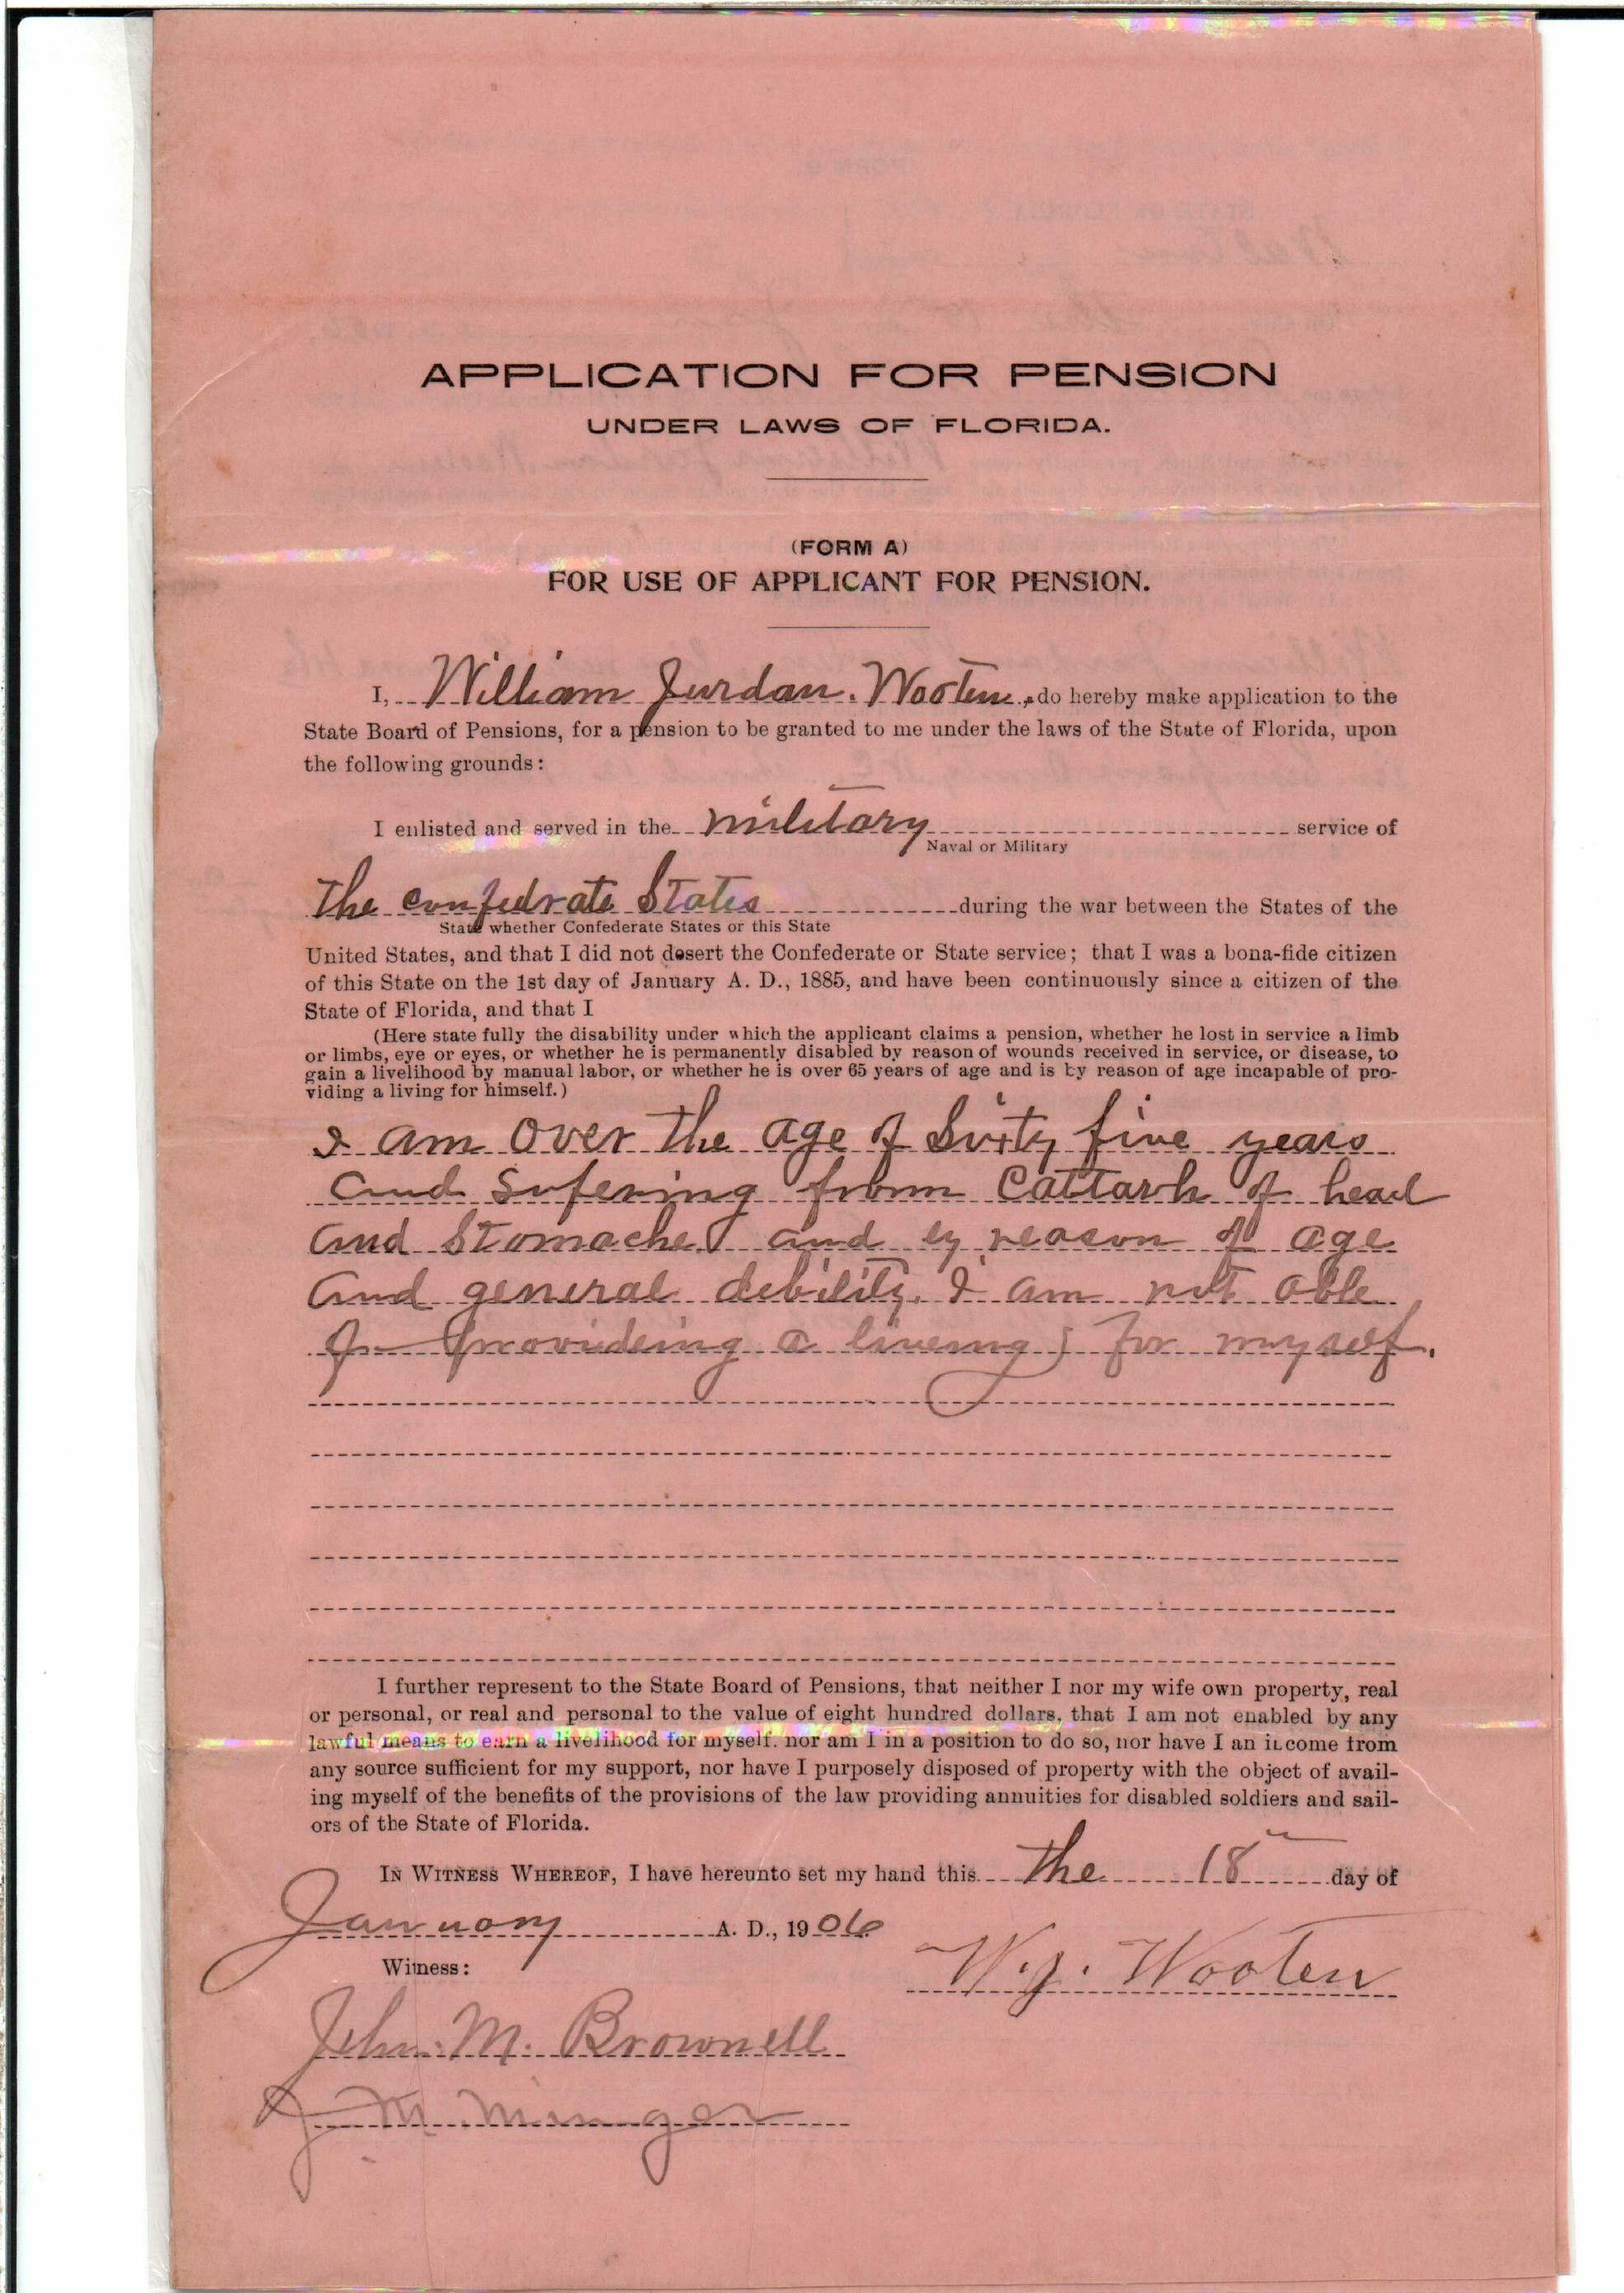 APPLICATION FOR PENSION
UNDER LAWS OF FLORIDA.
(FORM A)
FOR USE OF APPLICANT FOR PENSION.
I, William Jurdan. Wooten, do hereby make application to the
State Board of Pensions, for a pension to be granted to me under the laws of the State of Florida, upon
the following grounds:
I enlisted and served in the military service of
Naval or Military
The confedrate States during the war between the States of the
State whether Confederate States or this State
United States, and that I did not desert the Confederate or State service; that I was a bona-fide citizen
of this State on the 1st day of January A. D., 1885, and have been continuously since a citizen of the
State of Florida, and that I
(Here state fully the disability under which the applicant claims a pension, whether he lost in service a limb
or limbs, eye or eyes, or whether he is permanently disabled by reason of wounds received in service, or disease, to
gain a livelihood by manual labor, or whether he is over 65 years of age and is by reason of age incapable of pro-
viding a living for himself.)
I am over the age of Sixty five years
and Sufering from Cattarh of head
and Stomache and by reason of age
and general debility. I am not able
provideing a liveing for myself.
I further represent to the State Board of Pensions, that neither I nor my wife own property, real
or personal, or real and personal to the value of eight hundred dollars, that I am not enabled by any
lawful means to earn a livelihood for myself. nor am I in a position to do so, nor have I an income from
any source sufficient for my support, nor have I purposely disposed of property with the object of avail-
ing myself of the benefits of the provisions of the law providing annuities for disabled soldiers and sail-
ors of the State of Florida.
IN WITNESS WHEREOF, I have hereunto set my hand this the 18 day of
January A. D., 1906
Witness:
W. J. Wooten
John. M. Brownell
J M